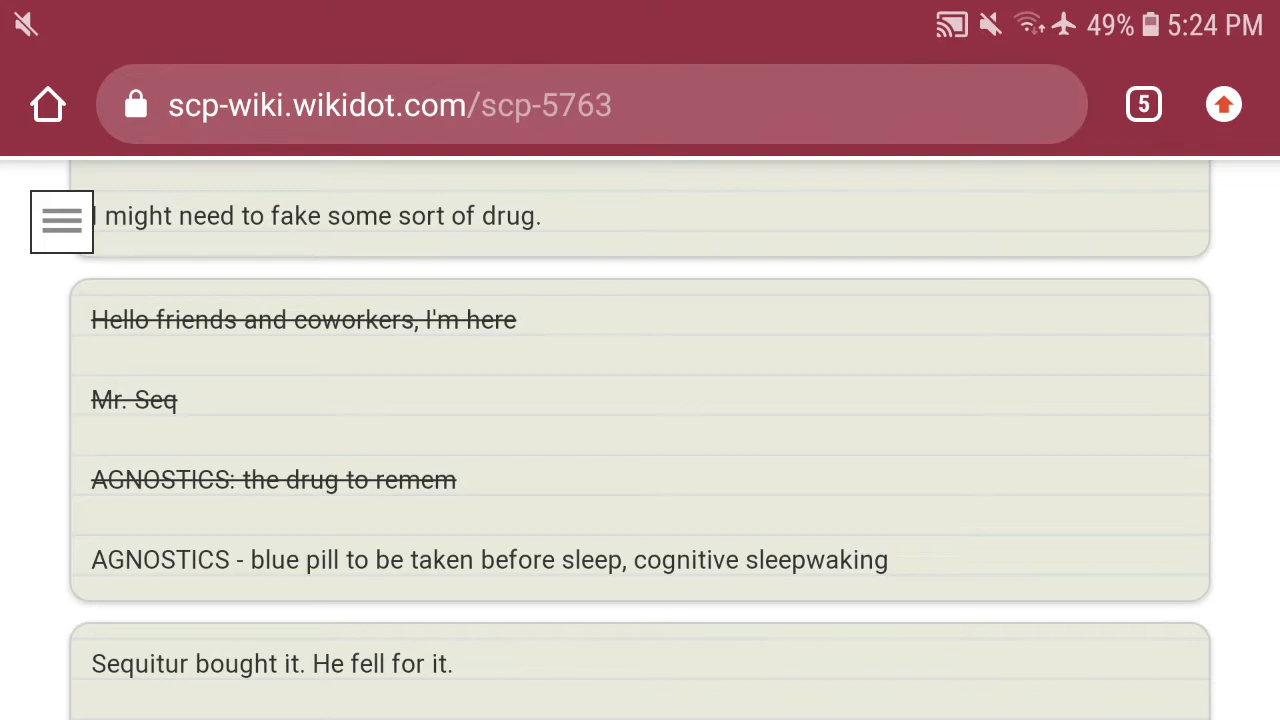 49% 5:24 PM
scp-wiki.wikidot.com/scp-5763 5
I might need to fake some sort of drug.
Hello friends and coworkers, I'm here
Mr. Seq
AGNOSTICS: the drug to remem
AGNOSTICS - blue pill to be taken before sleep, cognitive sleepwaking
Sequitur bought it. He fell for it.